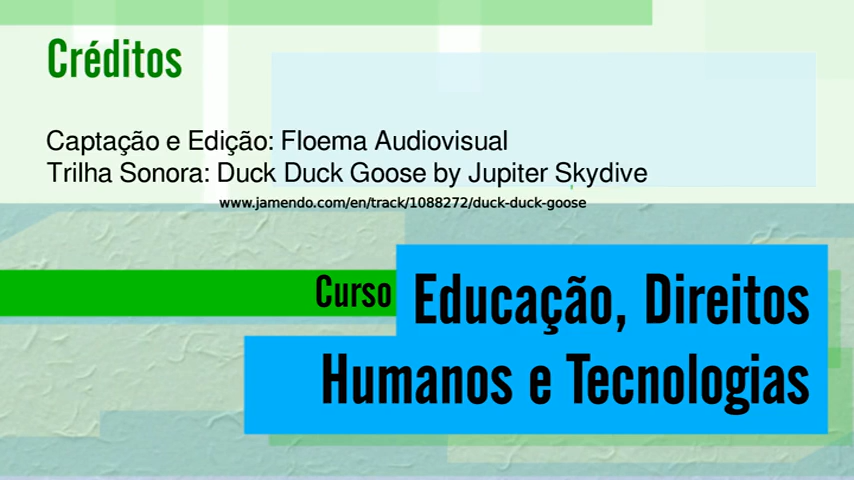 Créditos
Captação e Edição: Floema Audiovisual
Trilha Sonora: Duck Duck Goose by Jupiter Skydive
www.jamendo.com/en/track/1088272/duck-duck-goose
Curso Educação, Direitos
Humanos e Tecnologias